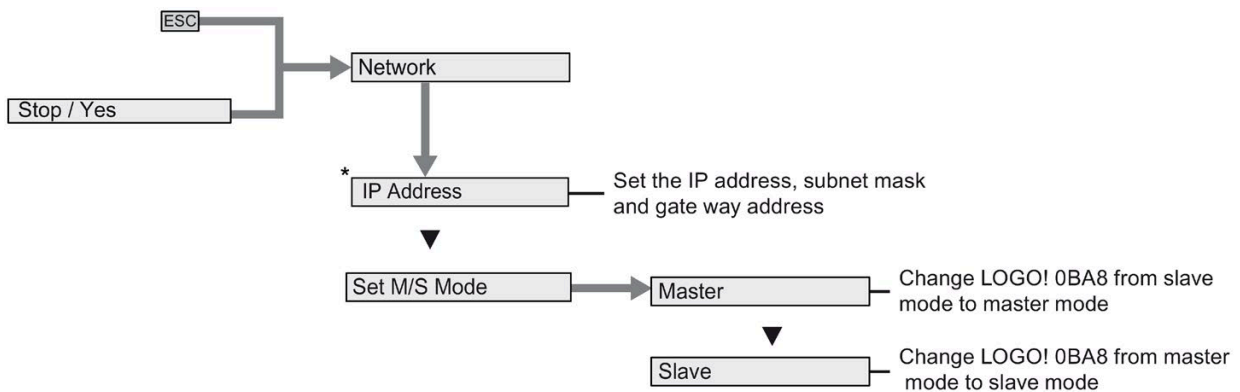 ESC
Network
Stop / Yes
*
IP Address
Set the IP address, subnet mask
and gate way address
Set M/S Mode
Master
Change LOGO! 0BA8 from slave
mode to master mode
Slave
Change LOGO! 0BA8 from master
mode to slave mode